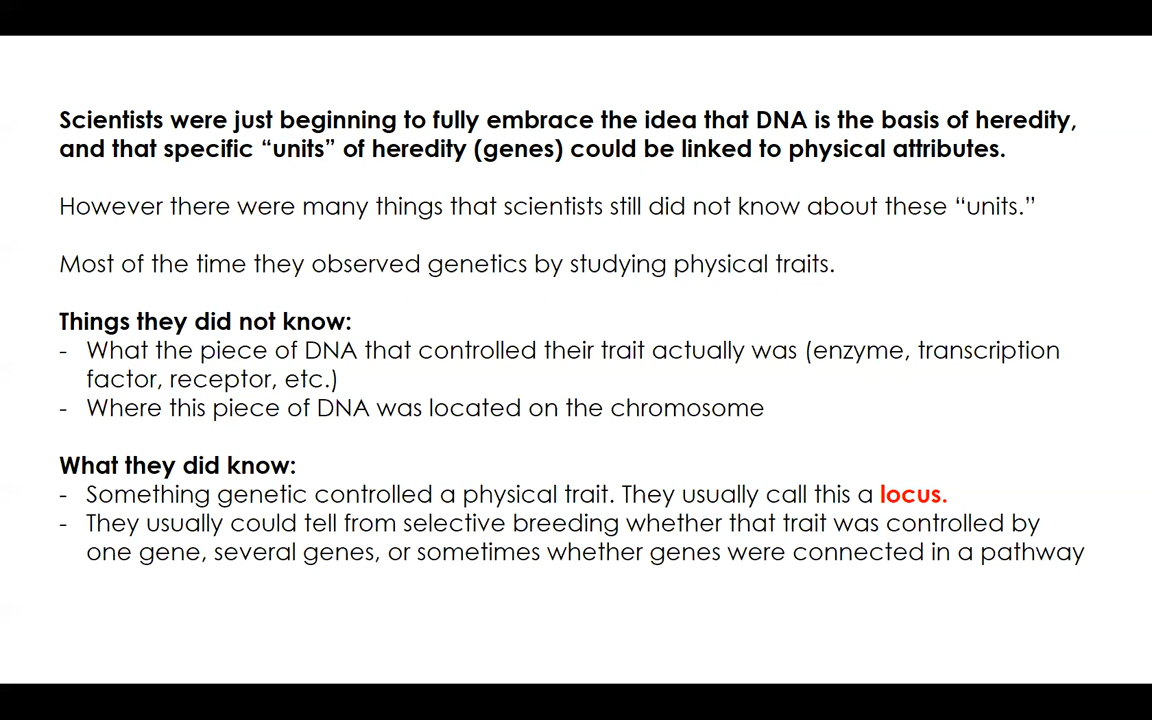 Scientists were just beginning to fully embrace the idea that DNA is the basis of heredity,
and that specific “units” of heredity (genes) could be linked to physical attributes.
However there were many things that scientists still did not know about these “units.”
Most of the time they observed genetics by studying physical traits.
Things they did not know:
- What the piece of DNA that controlled their trait actually was (enzyme, transcription
factor, receptor, etc.)
- Where this piece of DNA was located on the chromosome
What they did know:
- Something genetic controlled a physical trait. They usually call this a locus.
- They usually could tell from selective breeding whether that trait was controlled by
one gene, several genes, or sometimes whether genes were connected in a pathway